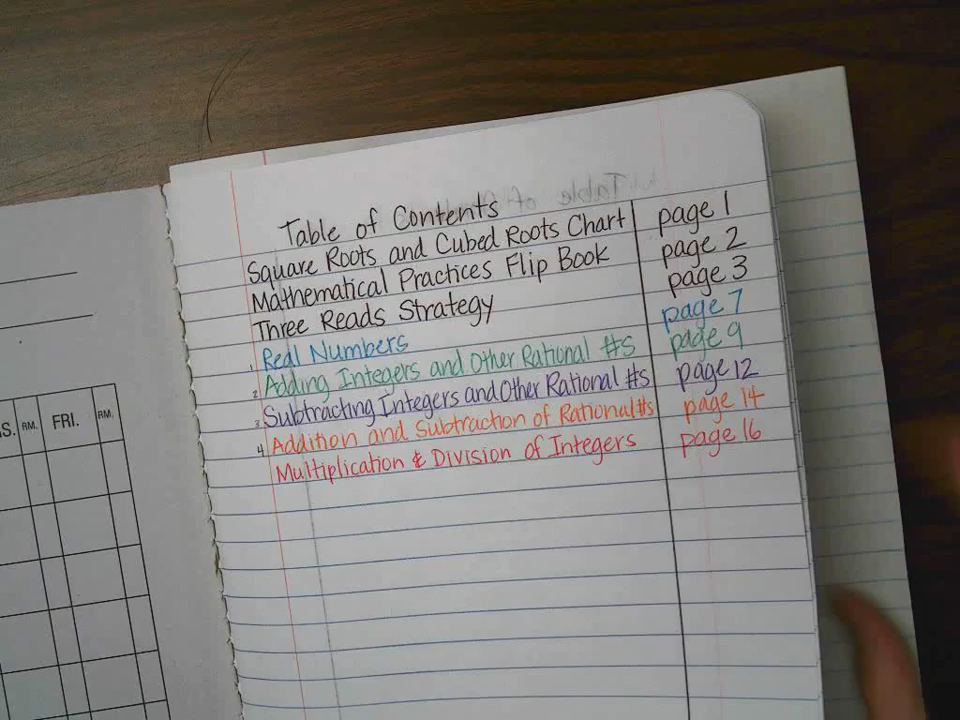 Table of Contents
Square Roots and Cubed Roots Chart page 1
Mathematical Practices Flip Book page 2
Three Reads Strategy page 3
1. Real Numbers page 7
2. Adding Integers and Other Rational #s page 9
3. Subtracting Integers and Other Rational #s page 12
4. Addition and Subtraction of Rational #s page 14
Multiplication & Division of Integers page 16
S. RM. FRI. RM.